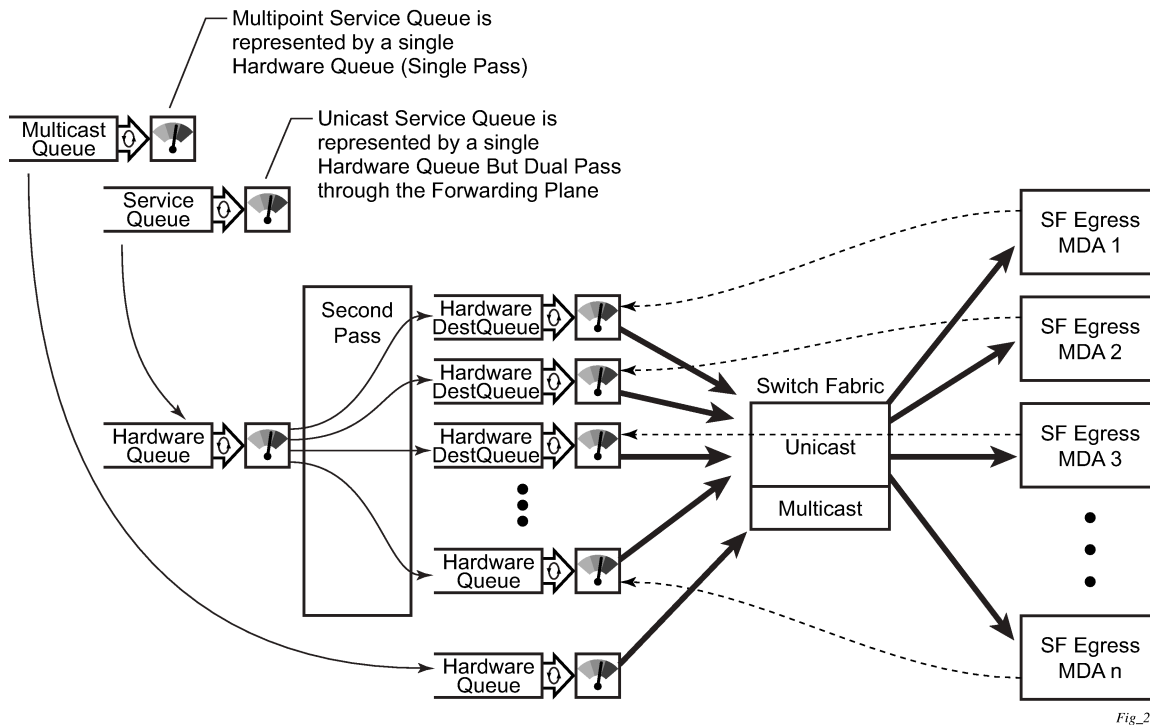 Multipoint Service Queue is
represented by a single
Hardware Queue (Single Pass)
Unicast Service Queue is
represented by a single
Hardware Queue But Dual Pass
through the Forwarding Plane
Multicast
Queue
Service
Queue
Second
Pass
Hardware
Queue
Hardware
DestQueue
Hardware
DestQueue
Hardware
DestQueue
Hardware
Queue
Hardware
Queue
Switch Fabric
Unicast
Multicast
SF Egress
MDA 1
SF Egress
MDA 2
SF Egress
MDA 3
SF Egress
MDA n
Fig_2